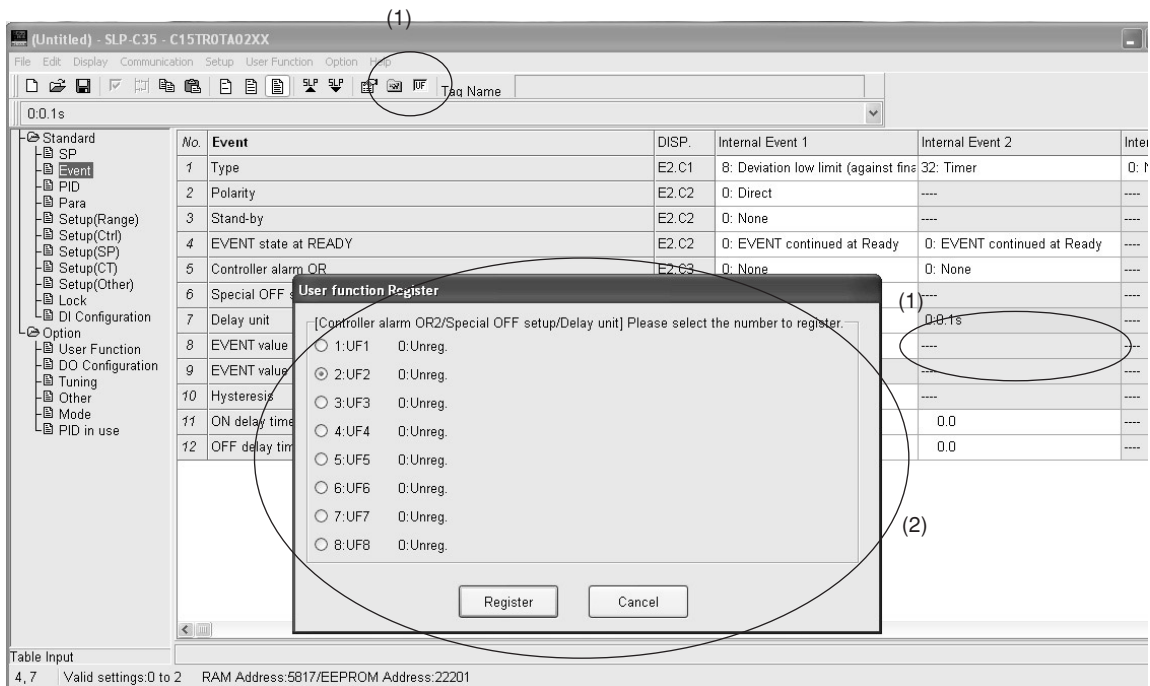 (1)
(Untitled) - SLP-C35 - C15TR0TA02XX
File Edit Display Communication Setup User Function Option Help
SLP SLP UF Tag Name
0:0.1s
Standard
SP
Event
PID
Para
Setup(Range)
Setup(Ctrl)
Setup(SP)
Setup(CT)
Setup(Other)
Lock
DI Configuration
Option
User Function
DO Configuration
Tuning
Other
Mode
PID in use
No. Event DISP. Internal Event 1 Internal Event 2
1 Type E2.C1 8: Deviation low limit (against fina 32: Timer
2 Polarity E2.C2 0: Direct ----
3 Stand-by E2.C2 0: None ----
4 EVENT state at READY E2.C2 0: EVENT continued at Ready 0: EVENT continued at Ready ----
5 Controller alarm OR E2.C3 0: None 0: None ----
6 Special OFF ---- ----
7 Delay unit 0:0.1s ----
8 EVENT value ---- ----
9 EVENT value ---- ----
10 Hysteresis ---- ----
11 ON delay time 0.0 ----
12 OFF delay tim 0.0 ----
(1)
User function Register
[Controller alarm OR2/Special OFF setup/Delay unit] Please select the number to register.
1:UF1 0:Unreg.
2:UF2 0:Unreg.
3:UF3 0:Unreg.
4:UF4 0:Unreg.
5:UF5 0:Unreg.
6:UF6 0:Unreg.
7:UF7 0:Unreg.
8:UF8 0:Unreg.
Register Cancel
(2)
Table Input
4, 7 Valid settings:0 to 2 RAM Address:5817/EEPROM Address:22201